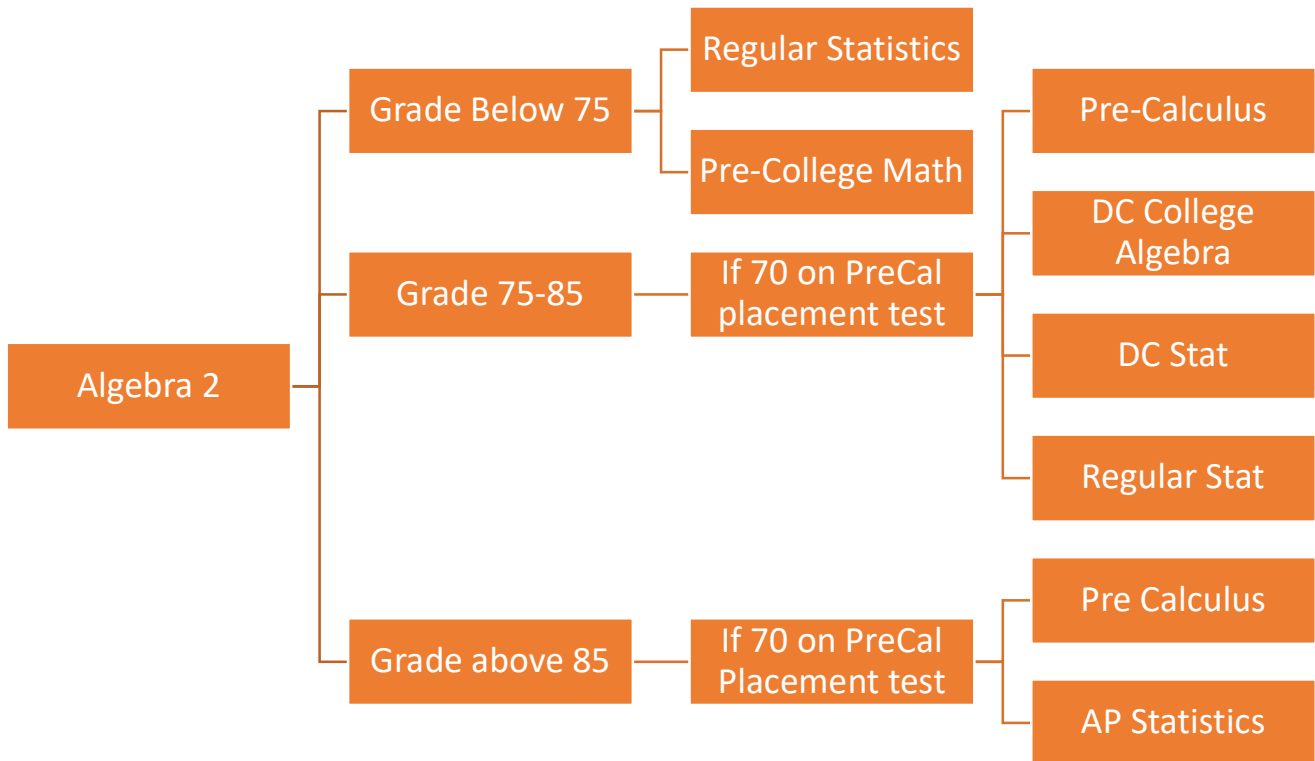 Algebra 2
Grade Below 75
Regular Statistics
Pre-College Math
Grade 75-85
If 70 on PreCal
placement test
Pre-Calculus
DC College
Algebra
DC Stat
Regular Stat
Grade above 85
If 70 on PreCal
Placement test
Pre Calculus
AP Statistics